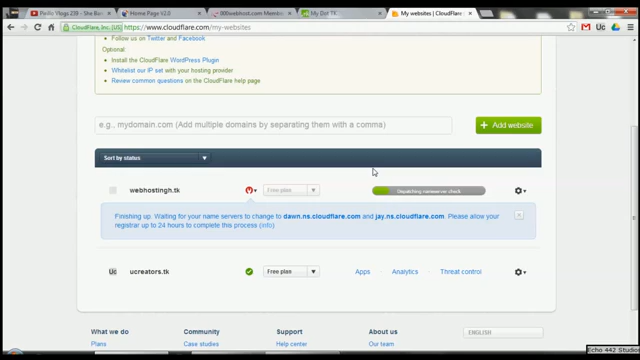 Pacific Vlogs 239 - She Bou
Home Page V2.0
000webhost.com Membe
My Dot TK
My websites | CloudFlare
CloudFlare, Inc. [US] https://www.cloudflare.com/my-websites
Follow us on Twitter and Facebook
Optional:
Install the CloudFlare WordPress Plugin
Whitelist our IP set with your hosting provider
Review common questions on the CloudFlare help page
e.g., mydomain.com (Add multiple domains by separating them with a comma)
+ Add website
Sort by status
webhostingh.tk
Free plan
Dispatching nameserver check
Finishing up. Waiting for your name servers to change to dawn.ns.cloudflare.com and jay.ns.cloudflare.com. Please allow your
registrar up to 24 hours to complete this process (info)
Uc
ucreators.tk
Free plan
Apps
Analytics
Threat control
What we do
Community
Support
About us
ENGLISH
Plans
Case studies
Help center
Our team
Echo 442 Studios